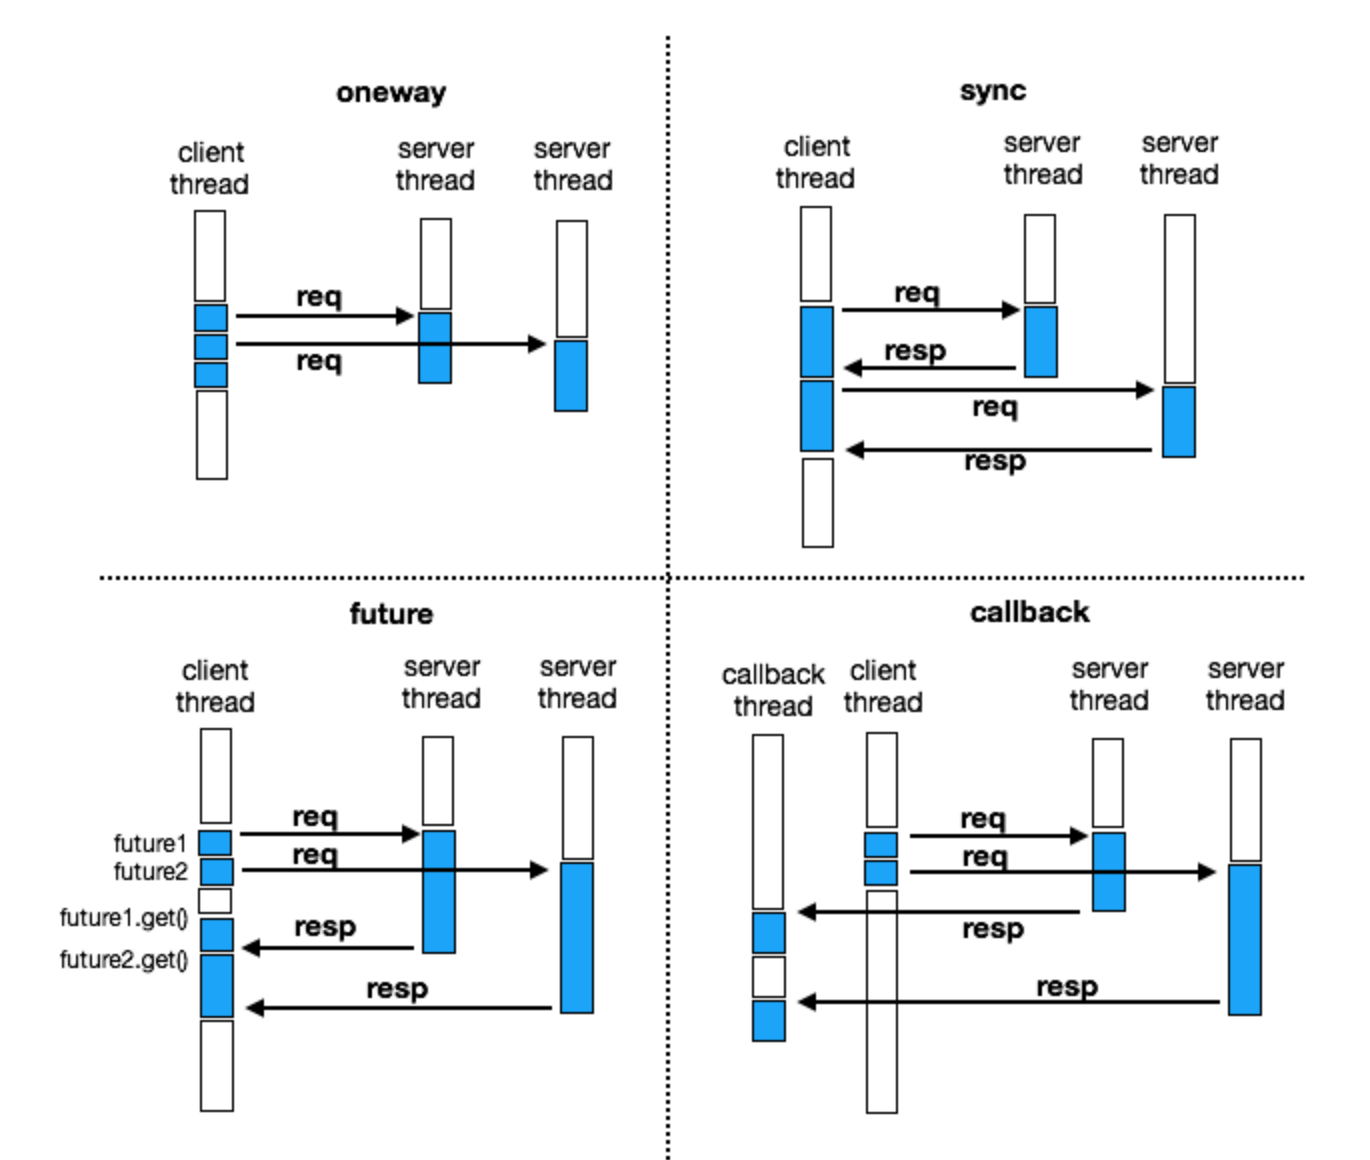 oneway
client
thread
server
thread
server
thread
req
req
sync
client
thread
server
thread
server
thread
req
resp
req
resp
future
client
thread
server
thread
server
thread
future1
future2
future1.get()
future2.get()
req
req
resp
resp
callback
callback
thread
client
thread
server
thread
server
thread
req
req
resp
resp